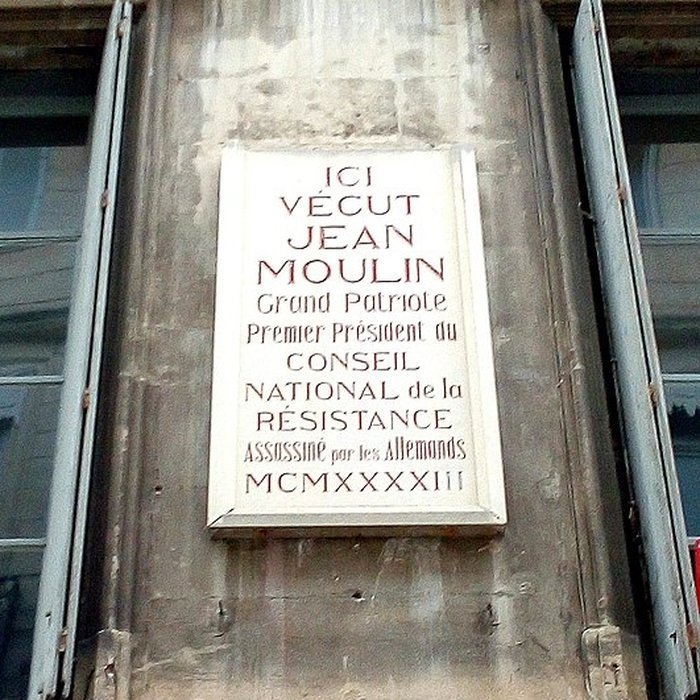 ICI
VÉCUT
JEAN
MOULIN
Grand Patriote
Premier Président du
CONSEIL
NATIONAL de la
RÉSISTANCE
Assassiné par les Allemands
MCMXXXXIII